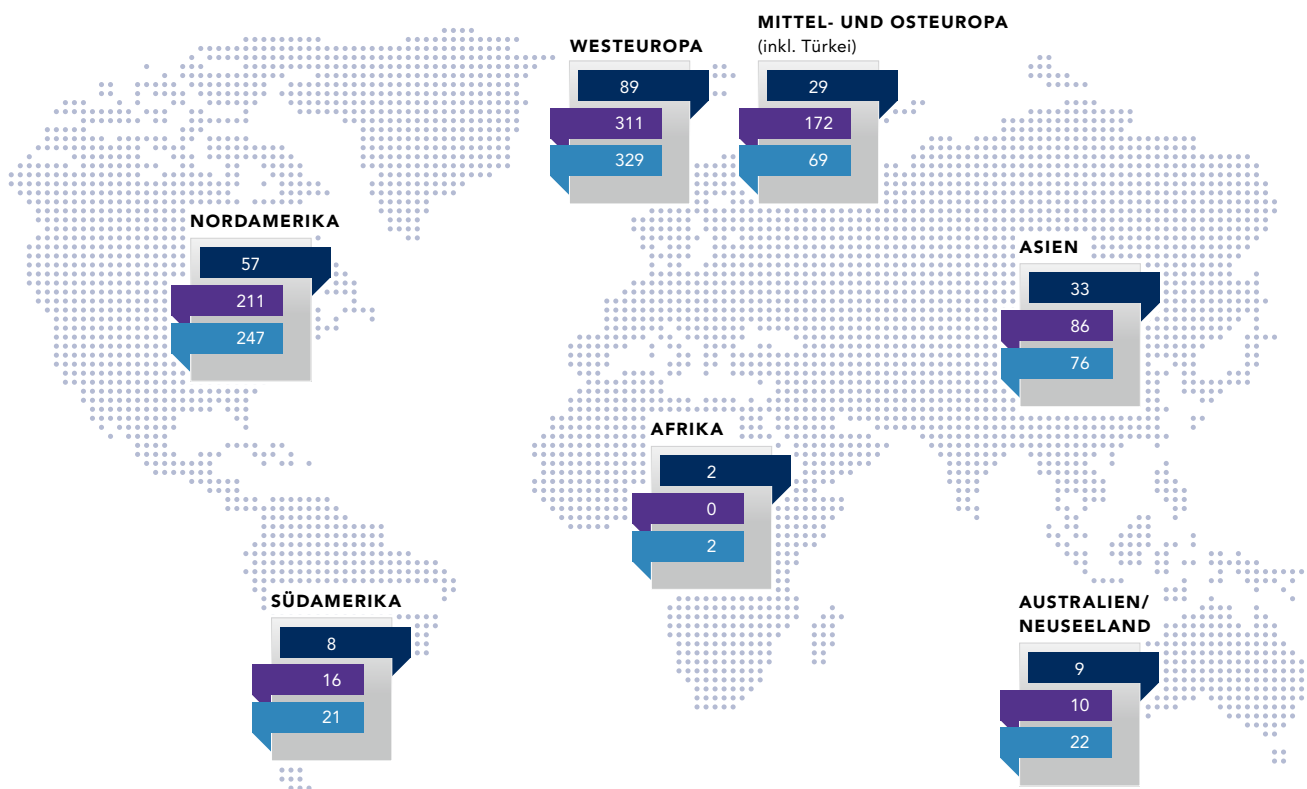 WESTEUROPA
89
311
329
MITTEL- UND OSTEUROPA
(inkl. Türkei)
29
172
69
NORDAMERIKA
57
211
247
ASIEN
33
86
76
AFRIKA
2
0
2
SÜDAMERIKA
8
16
21
AUSTRALIEN/
NEUSEELAND
9
10
22